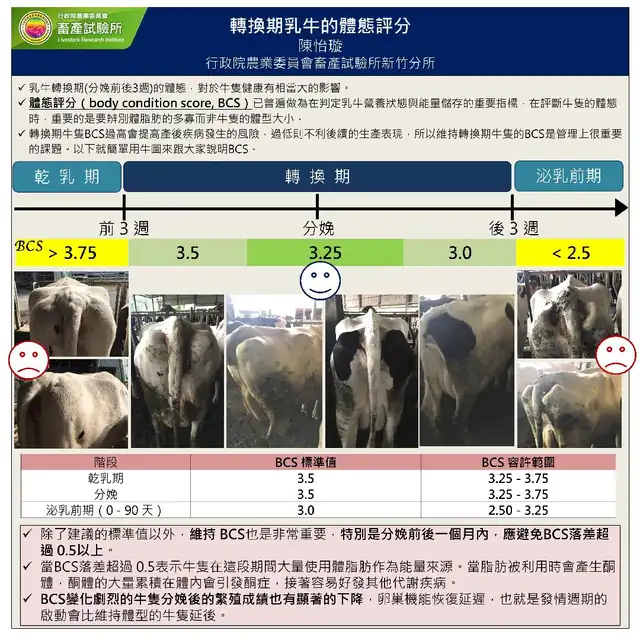 行政院農業委員會
畜產試驗所
Livestock Research Institute
轉換期乳牛的體態評分
陳怡璇
行政院農業委員會畜產試驗所新竹分所
✓ 乳牛轉換期(分娩前後3週)的體態，對於牛隻健康有相當大的影響。
✓ 體態評分（body condition score, BCS）已普遍做為在判定乳牛營養狀態與能量儲存的重要指標，在評斷牛隻的體態
時，重要的是要辨別體脂肪的多寡而非牛隻的體型大小，
✓ 轉換期牛隻BCS過高會提高產後疾病發生的風險，過低則不利後續的生產表現，所以維持轉換期牛隻的BCS是管理上很重要
的課題。以下就簡單用牛圖來跟大家說明BCS、
乾 乳 期 轉 換 期 泌乳前期
前 3 週 分娩 後 3 週
BCS > 3.75 3.5 3.25 3.0 < 2.5
階段 BCS 標準值 BCS 容許範圍
乾乳期 3.5 3.25 - 3.75
分娩 3.5 3.25 - 3.75
泌乳前期（0 - 90 天） 3.0 2.50 - 3.25
✓ 除了建議的標準值以外，維持 BCS也是非常重要，特別是分娩前後一個月內，應避免BCS落差超
過 0.5以上。
✓ 當BCS落差超過 0.5表示牛隻在這段期間大量使用體脂肪作為能量來源。當脂肪被利用時會產生酮
體，酮體的大量累積在體內會引發酮症，接著容易好發其他代謝疾病。
✓ BCS變化劇烈的牛隻分娩後的繁殖成績也有顯著的下降，卵巢機能恢復延遲，也就是發情週期的
啟動會比維持體型的牛隻延後。